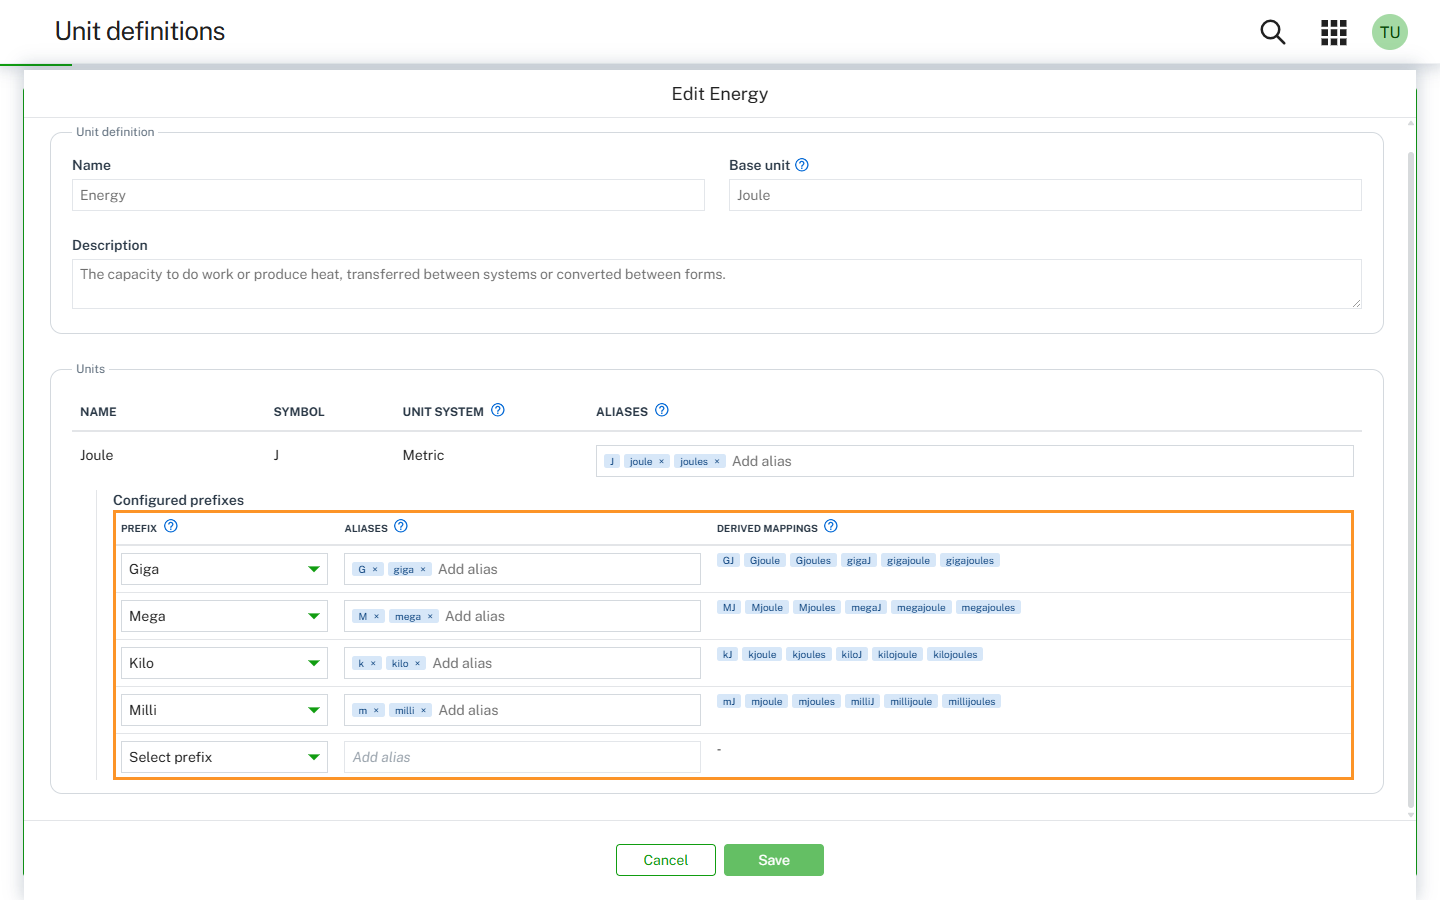 Unit definitions
TU
Edit Energy
Unit definition
Name
Base unit ?
Energy
Joule
Description
The capacity to do work or produce heat, transferred between systems or converted between forms.
Units
NAME SYMBOL UNIT SYSTEM ? ALIASES ?
Joule J Metric J joule × joules × Add alias
Configured prefixes
PREFIX ? ALIASES ? DERIVED MAPPINGS ?
Giga G × giga × Add alias GJ Gjoule Gjoules gigaJ gigajoule gigajoules
Mega M × mega × Add alias MJ Mjoule Mjoules megaJ megajoule megajoules
Kilo k × kilo × Add alias kJ kjoule kjoules kiloJ kilojoule kilojoules
Milli m × milli × Add alias mJ mjoule mjoules milliJ millijoule millijoules
Select prefix Add alias -
Cancel Save